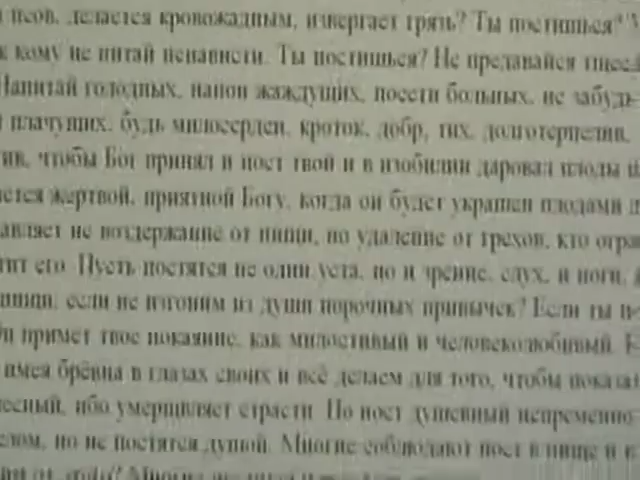 псов, делается кровожадным, извергает грязь? Ты постишься?
кому не питай ненависти. Ты постишься? Не предавайся
Напитай голодных, напои жаждущих, посети больных, не забудь
плачущих, будь милосерден, кроток, добр, тих, долготерпелив,
чтобы Бог принял и пост твой и в изобилии даровал плоды
жертвой, приятной Богу, когда он будет украшен плодами
не воздержание от пищи, но удаление от грехов, кто
его. Пусть постятся не одни уста, но и зрение, слух, и ноги,
пищи, если не изгоним из души порочных привычек? Если ты
примет твое покаяние, как милостивый и человеколюбивый.
имея брёвна в глазах своих и всё делаем для того, чтобы
ибо умерщвляет страсти. Но пост душевный непременно
но не постятся душой. Многие соблюдают пост в пище и
от Многие